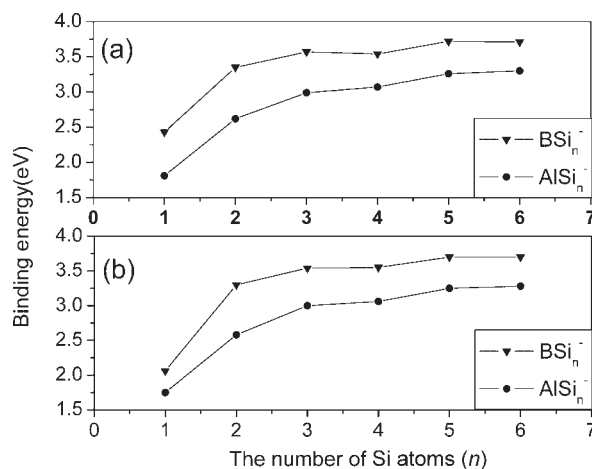 Binding energy(eV)
(a)
4.0
3.5
3.0
2.5
2.0
1.5
BSiₙ⁻
AlSiₙ⁻
0 1 2 3 4 5 6 7
(b)
4.0
3.5
3.0
2.5
2.0
1.5
BSiₙ⁻
AlSiₙ⁻
0 1 2 3 4 5 6 7
The number of Si atoms (n)